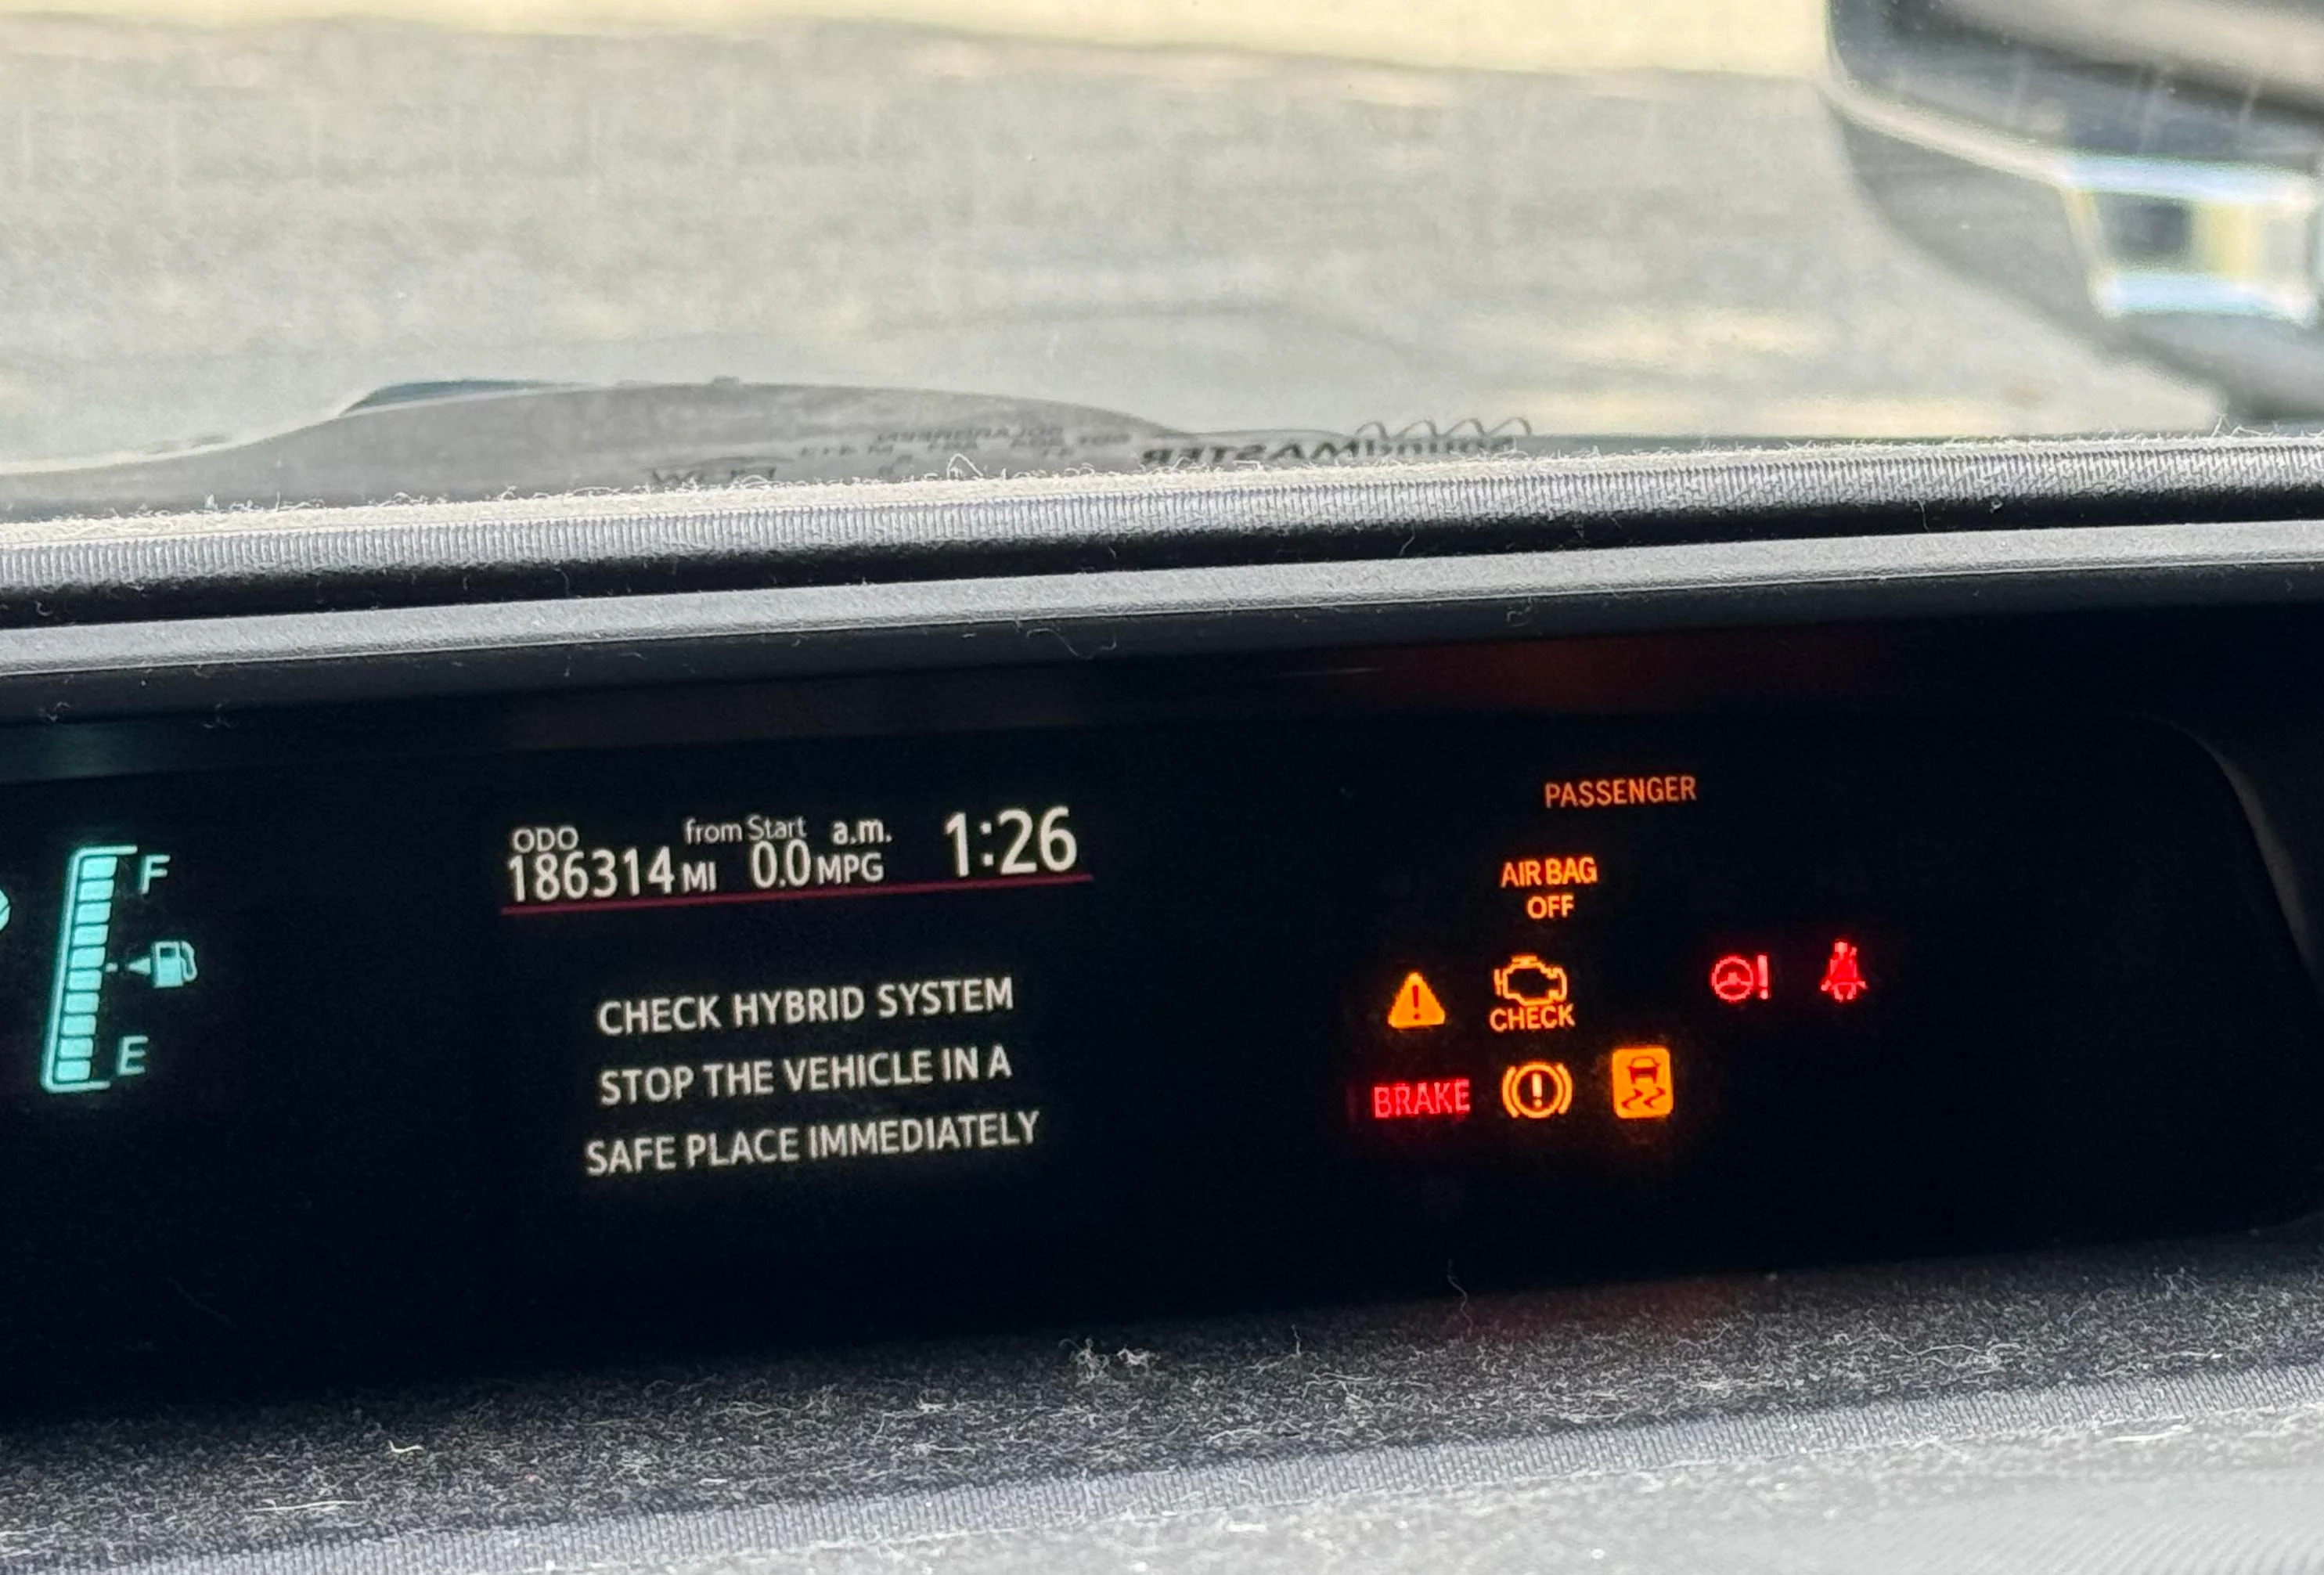 SoundMASTER
F
E
ODO from Start a.m. 1:26
186314 MI 0.0 MPG
CHECK HYBRID SYSTEM
STOP THE VEHICLE IN A
SAFE PLACE IMMEDIATELY
PASSENGER
AIR BAG
OFF
CHECK
BRAKE